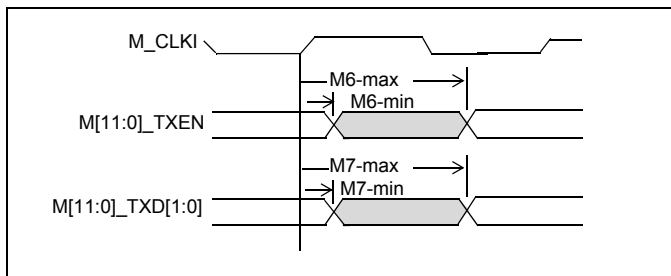 M_CLKI
M6-max
M6-min
M[11:0]_TXEN
M7-max
M7-min
M[11:0]_TXD[1:0]